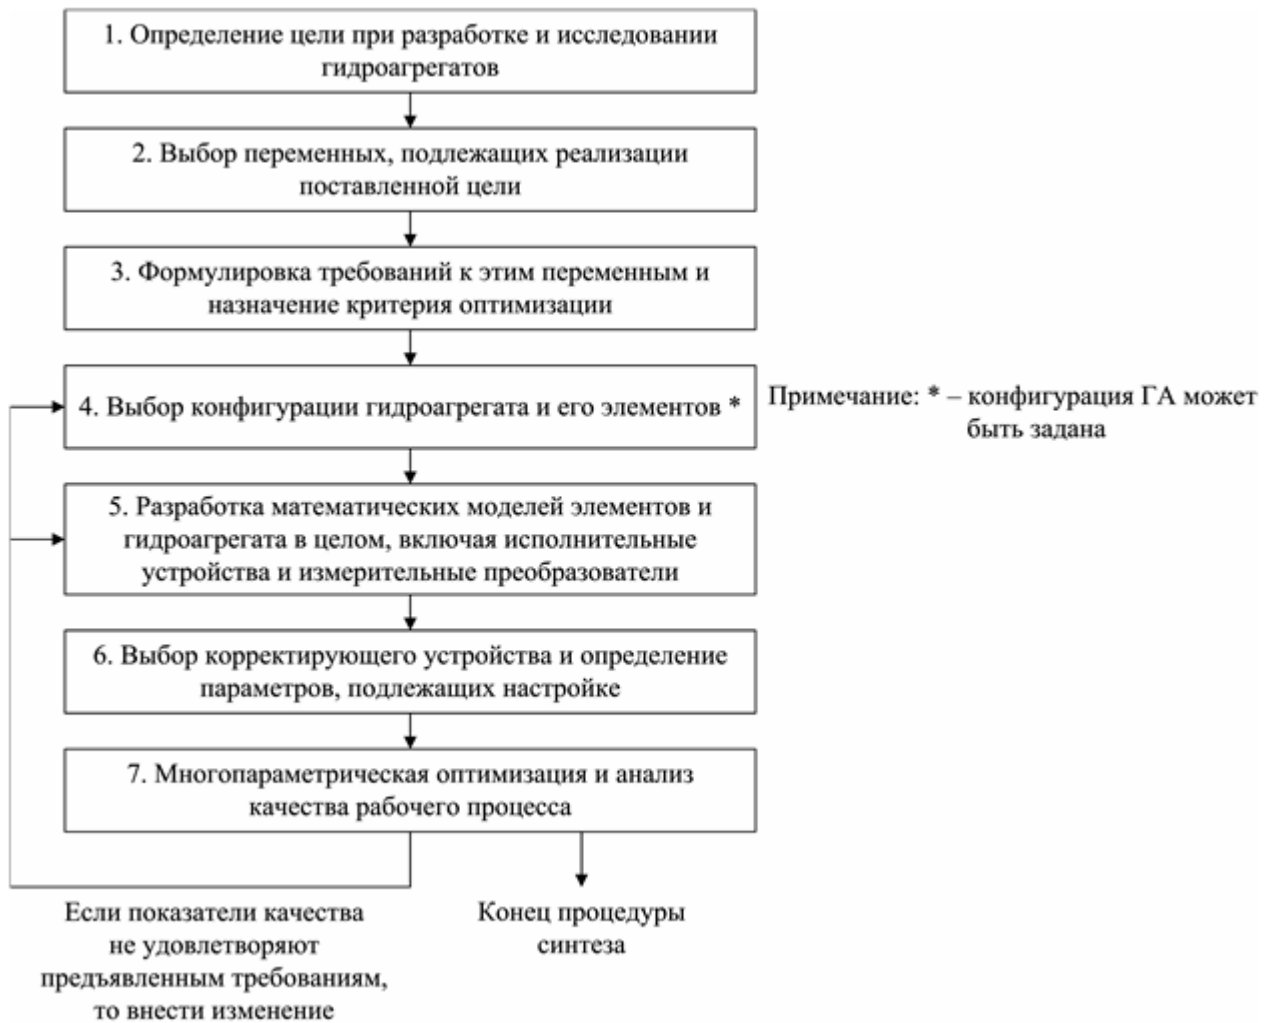 1. Определение цели при разработке и исследовании
гидроагрегатов
2. Выбор переменных, подлежащих реализации
поставленной цели
3. Формулировка требований к этим переменным и
назначение критерия оптимизации
4. Выбор конфигурации гидроагрегата и его элементов *
Примечание: * – конфигурация ГА может
быть задана
5. Разработка математических моделей элементов и
гидроагрегата в целом, включая исполнительные
устройства и измерительные преобразователи
6. Выбор корректирующего устройства и определение
параметров, подлежащих настройке
7. Многопараметрическая оптимизация и анализ
качества рабочего процесса
Если показатели качества
не удовлетворяют
предъявленным требованиям,
то внести изменение
Конец процедуры
синтеза